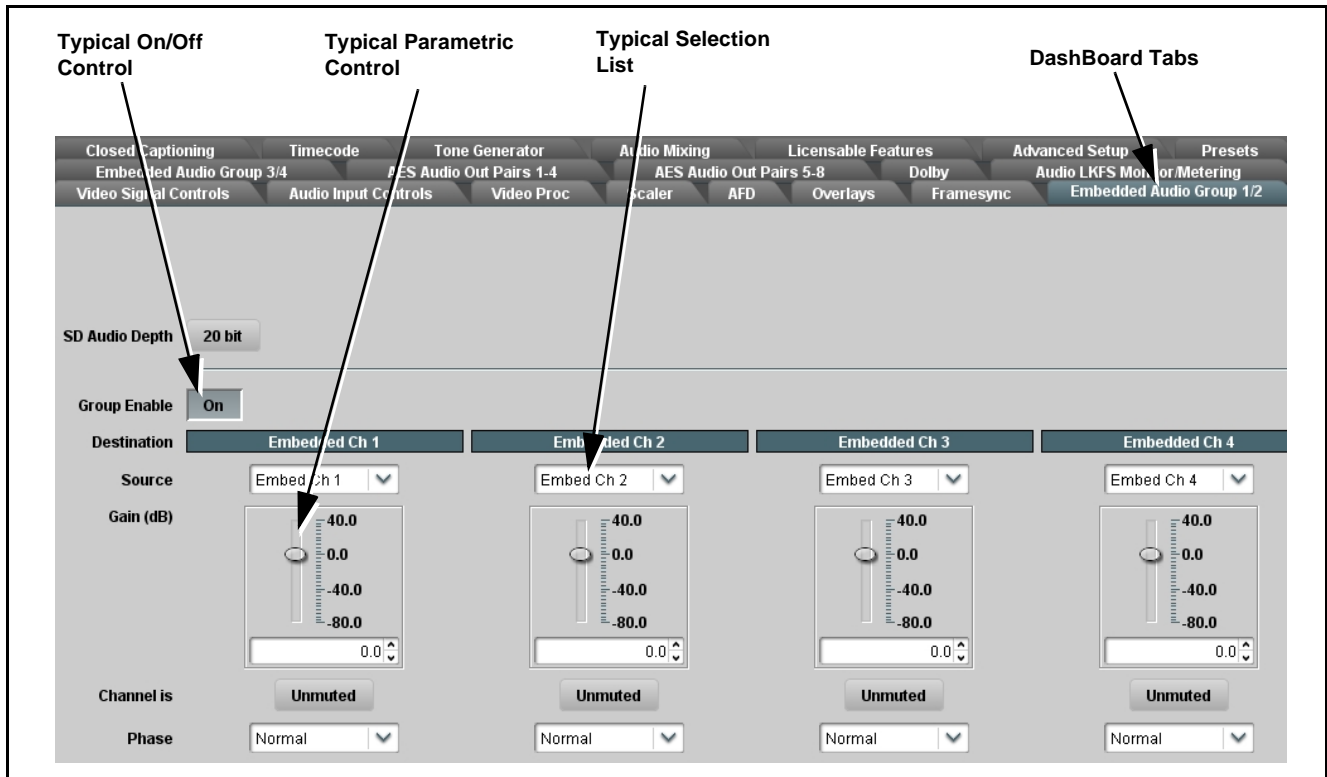 Typical On/Off
Control
Typical Parametric
Control
Typical Selection
List
DashBoard Tabs
Closed Captioning Timecode Tone Generator Audio Mixing Licensable Features Advanced Setup Presets
Embedded Audio Group 3/4 AES Audio Out Pairs 1-4 AES Audio Out Pairs 5-8 Dolby Audio LKFS Monitor/Metering
Video Signal Controls Audio Input Controls Video Proc Scaler AFD Overlays Framesync Embedded Audio Group 1/2
SD Audio Depth 20 bit
Group Enable On
Destination Embedded Ch 1 Embedded Ch 2 Embedded Ch 3 Embedded Ch 4
Source Embed Ch 1 Embed Ch 2 Embed Ch 3 Embed Ch 4
Gain (dB) 40.0 40.0 40.0 40.0
0.0 0.0 0.0 0.0
-40.0 -40.0 -40.0 -40.0
-80.0 -80.0 -80.0 -80.0
0.0 0.0 0.0 0.0
Channel is Unmuted Unmuted Unmuted Unmuted
Phase Normal Normal Normal Normal